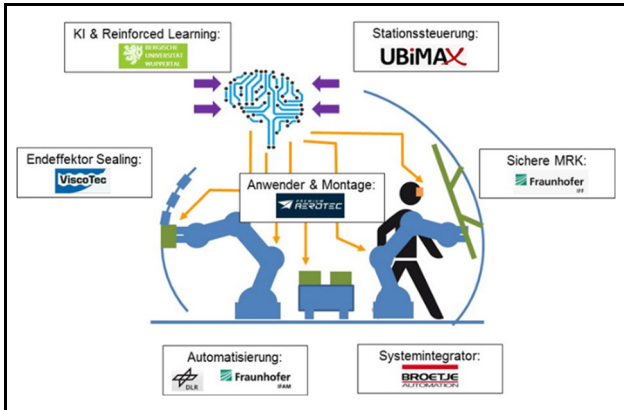 KI & Reinforced Learning:
BERGISCHE
UNIVERSITÄT
WUPPERTAL
Stationssteuerung:
UBiMAX
Endeffektor Sealing:
ViscoTec
Anwender & Montage:
PREMIUM
AEROTEC
Sichere MRK:
Fraunhofer
IFF
Automatisierung:
DLR
Fraunhofer
IFAM
Systemintegrator:
BROETJE
AUTOMATION